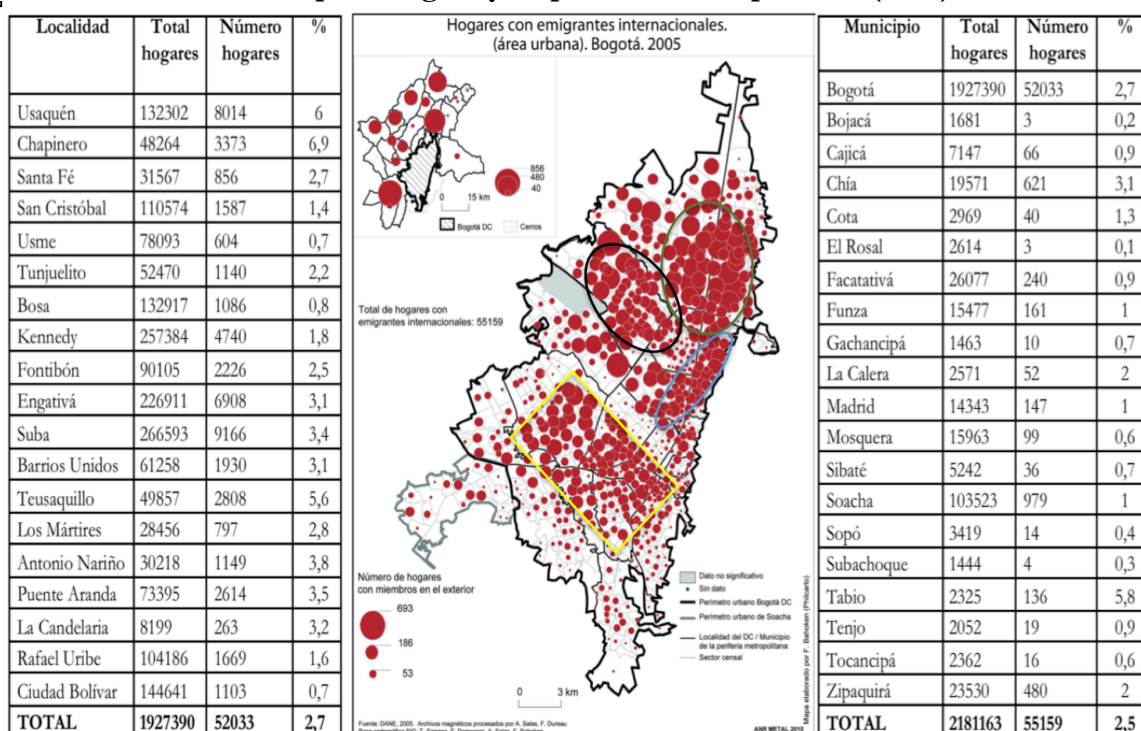 Localidad Total hogares Número hogares %
Usaquén 132302 8014 6
Chapinero 48264 3373 6,9
Santa Fé 31567 856 2,7
San Cristóbal 110574 1587 1,4
Usme 78093 604 0,7
Tunjuelito 52470 1140 2,2
Bosa 132917 1086 0,8
Kennedy 257384 4740 1,8
Fontibón 90105 2226 2,5
Engativá 226911 6908 3,1
Suba 266593 9166 3,4
Barrios Unidos 61258 1930 3,1
Teusaquillo 49857 2808 5,6
Los Mártires 28456 797 2,8
Antonio Nariño 30218 1149 3,8
Puente Aranda 73395 2614 3,5
La Candelaria 8199 263 3,2
Rafael Uribe 104186 1669 1,6
Ciudad Bolívar 144641 1103 0,7
TOTAL 1927390 52033 2,7
Hogares con emigrantes internacionales.
(área urbana). Bogotá. 2005
856
480
40
0 15 km
Bogotá DC Cerros
Total de hogares con
emigrantes internacionales: 55159
Número de hogares
con miembros en el exterior
693
186
53
0 3 km
Dato no significativo
Sin dato
Perímetro urbano Bogotá DC
Perímetro urbano de Soacha
Localidad del DC / Municipio
de la periferia metropolitana
Sector censal
Mapa elaborado por F. Bahoken (Philcarto)
Fuente: DANE, 2005. Archivos magnéticos procesados por A. Salas, F. Dureau
ANR METAL 2010
Municipio Total hogares Número hogares %
Bogotá 1927390 52033 2,7
Bojacá 1681 3 0,2
Cajicá 7147 66 0,9
Chía 19571 621 3,1
Cota 2969 40 1,3
El Rosal 2614 3 0,1
Facatativá 26077 240 0,9
Funza 15477 161 1
Gachancipá 1463 10 0,7
La Calera 2571 52 2
Madrid 14343 147 1
Mosquera 15963 99 0,6
Sibaté 5242 36 0,7
Soacha 103523 979 1
Sopó 3419 14 0,4
Subachoque 1444 4 0,3
Tabio 2325 136 5,8
Tenjo 2052 19 0,9
Tocancipá 2362 16 0,6
Zipaquirá 23530 480 2
TOTAL 2181163 55159 2,5